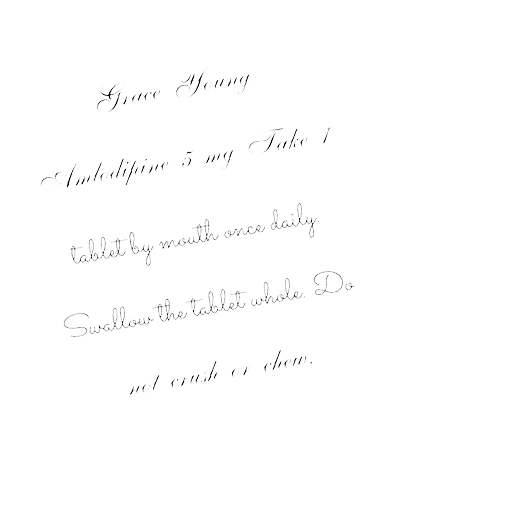 Grace Young
Amlodipine 5 mg Take 1
tablet by mouth once daily.
Swallow the tablet whole. Do
not crush or chew.